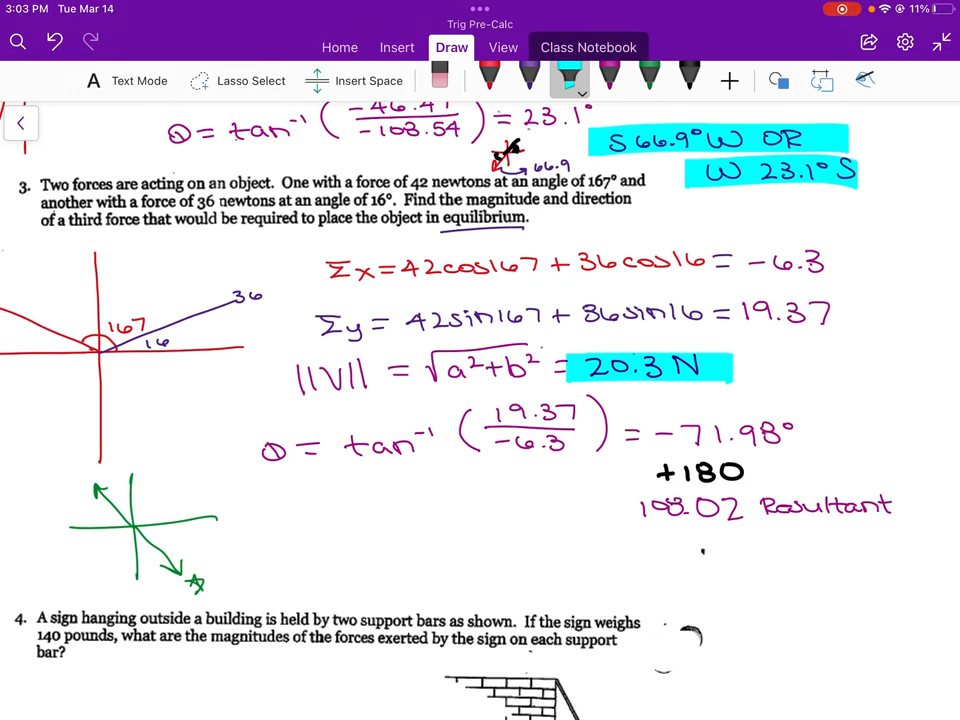 3:03 PM Tue Mar 14
11%
Trig Pre-Calc
Home Insert Draw View Class Notebook
A Text Mode Lasso Select Insert Space
θ = tan⁻¹ ( -46.41 / -108.54 ) = 23.1°
66.9
S 66.9° W OR
W 23.1° S
3. Two forces are acting on an object. One with a force of 42 newtons at an angle of 167° and
another with a force of 36 newtons at an angle of 16°. Find the magnitude and direction
of a third force that would be required to place the object in equilibrium.
36
167
16
Σx = 42cos167 + 36cos16 = -6.3
Σy = 42sin167 + 36sin16 = 19.37
||V|| = √a²+b² = 20.3 N
θ = tan⁻¹ ( 19.37 / -6.3 ) = -71.98°
+180
108.02 Resultant
4. A sign hanging outside a building is held by two support bars as shown. If the sign weighs
140 pounds, what are the magnitudes of the forces exerted by the sign on each support
bar?